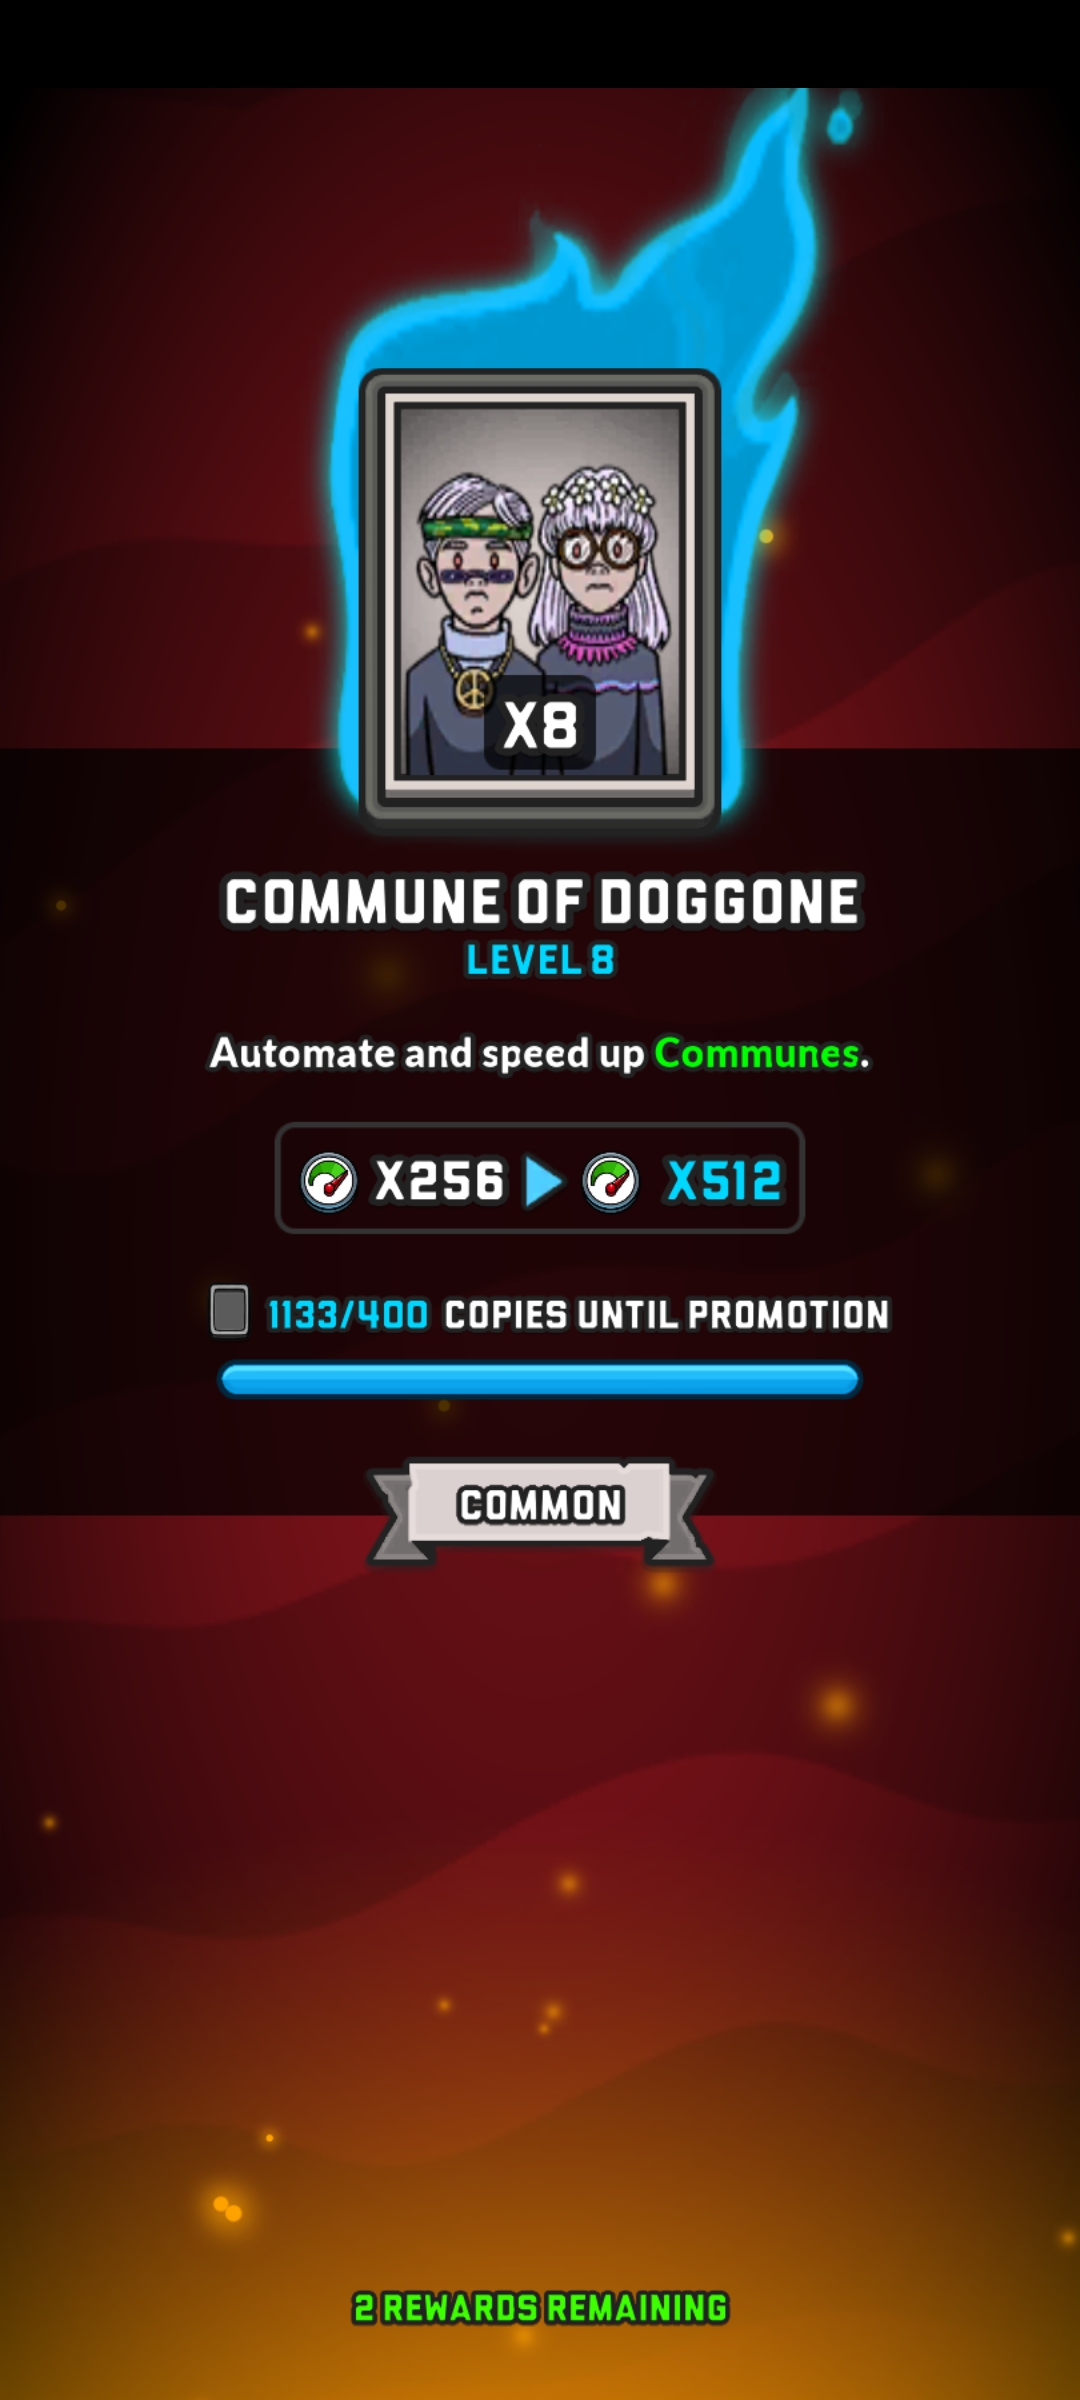 X8
COMMUNE OF DOGGONE
LEVEL 8
Automate and speed up Communes.
X256 X512
1133/400 COPIES UNTIL PROMOTION
COMMON
2 REWARDS REMAINING